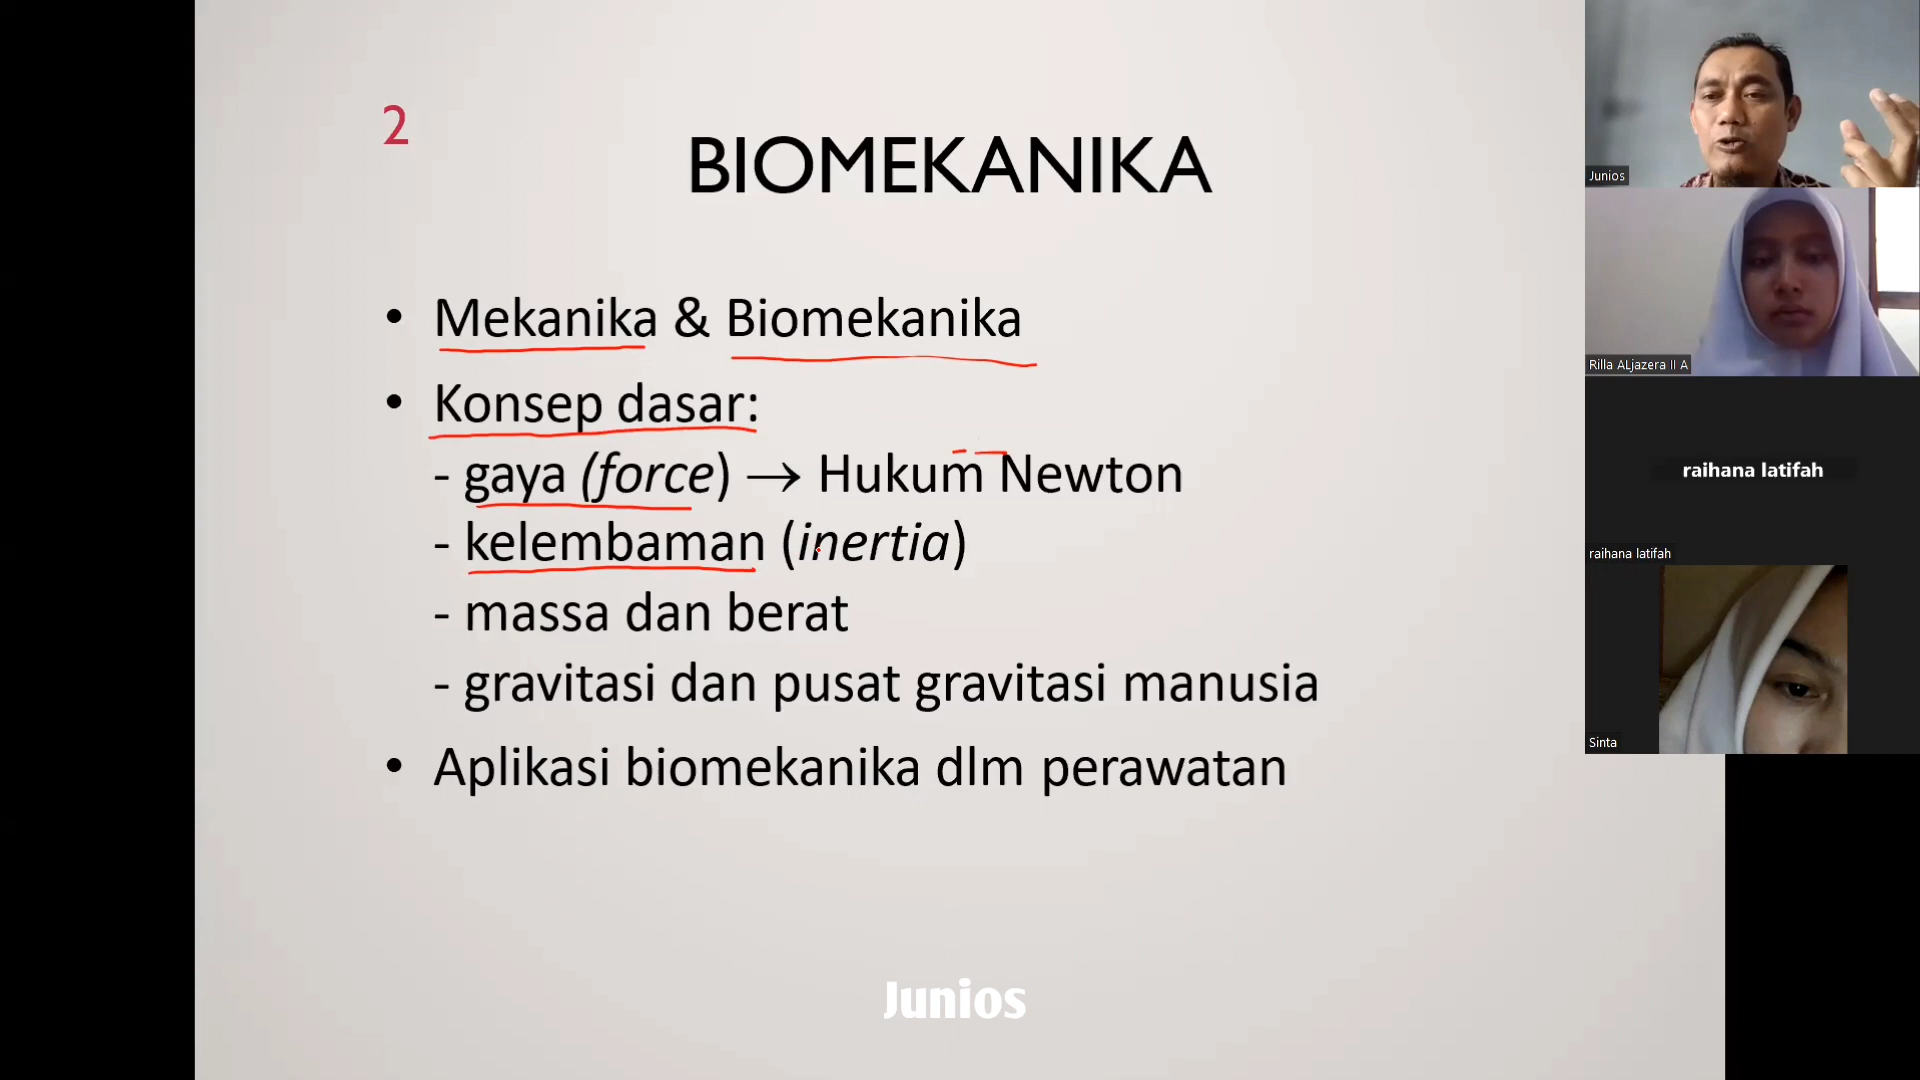 2
BIOMEKANIKA
• Mekanika & Biomekanika
• Konsep dasar:
- gaya (force) → Hukum Newton
- kelembaman (inertia)
- massa dan berat
- gravitasi dan pusat gravitasi manusia
• Aplikasi biomekanika dlm perawatan
Junios
Junios
Rilla ALjazera II A
raihana latifah
raihana latifah
Sinta